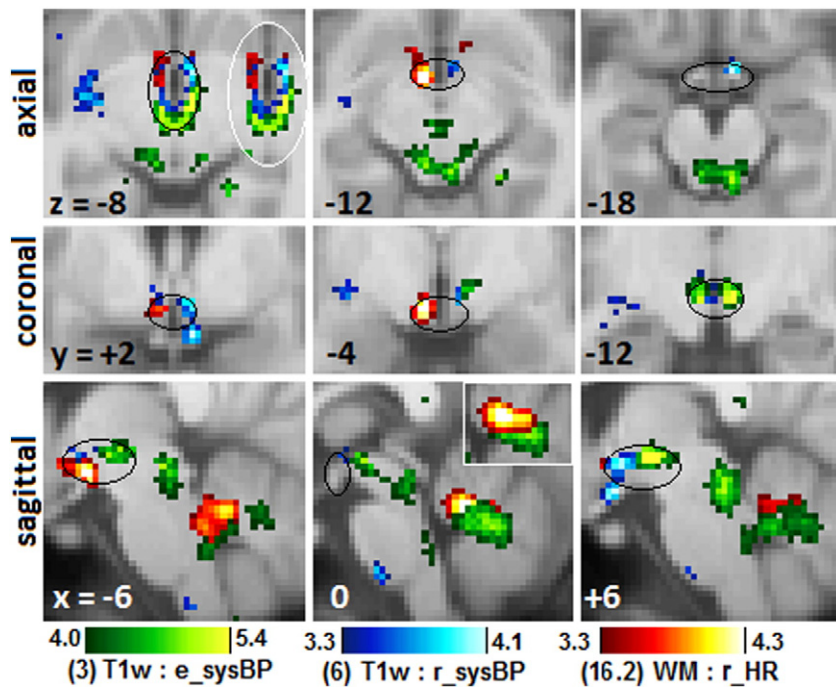 axial
z = -8
-12
-18
coronal
y = +2
-4
-12
sagittal
x = -6
0
+6
4.0 5.4 3.3 4.1 3.3 4.3
(3) T1w : e_sysBP (6) T1w : r_sysBP (16.2) WM : r_HR